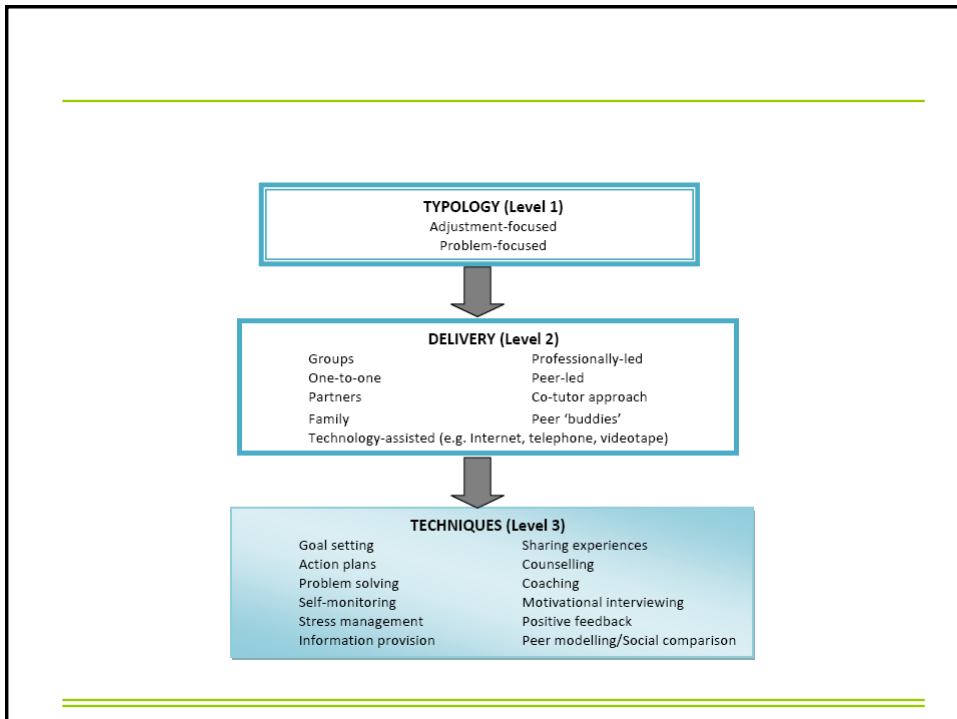 TYPOLOGY (Level 1)
Adjustment-focused
Problem-focused
DELIVERY (Level 2)
Groups Professionally-led
One-to-one Peer-led
Partners Co-tutor approach
Family Peer ‘buddies’
Technology-assisted (e.g. Internet, telephone, videotape)
TECHNIQUES (Level 3)
Goal setting Sharing experiences
Action plans Counselling
Problem solving Coaching
Self-monitoring Motivational interviewing
Stress management Positive feedback
Information provision Peer modelling/Social comparison